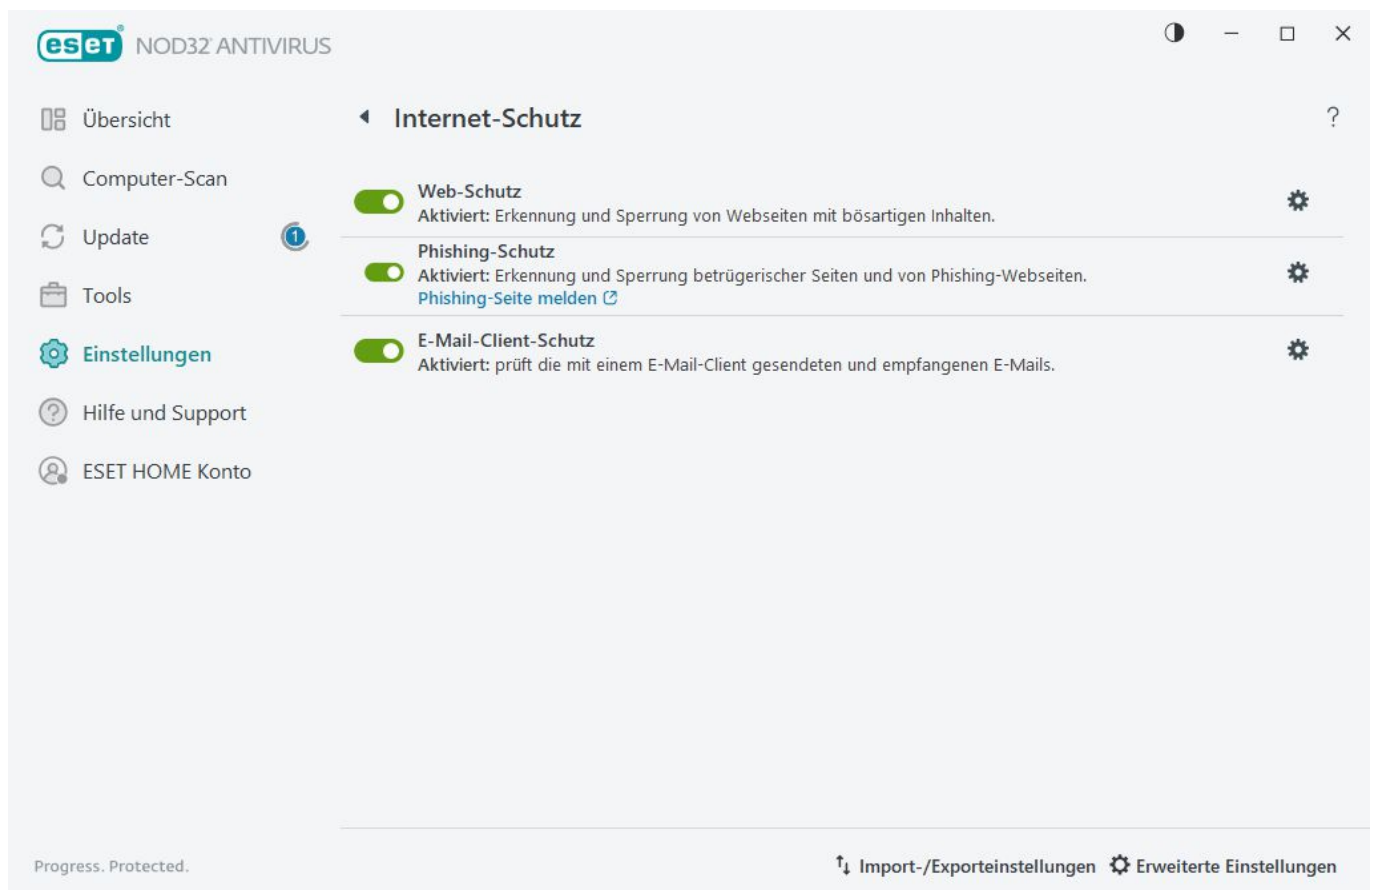 eset NOD32 ANTIVIRUS
Übersicht
Computer-Scan
Update 1
Tools
Einstellungen
Hilfe und Support
ESET HOME Konto
Internet-Schutz ?
Web-Schutz
Aktiviert: Erkennung und Sperrung von Webseiten mit bösartigen Inhalten.
Phishing-Schutz
Aktiviert: Erkennung und Sperrung betrügerischer Seiten und von Phishing-Webseiten.
Phishing-Seite melden
E-Mail-Client-Schutz
Aktiviert: prüft die mit einem E-Mail-Client gesendeten und empfangenen E-Mails.
Progress. Protected.
Import-/Exporteinstellungen Erweiterte Einstellungen